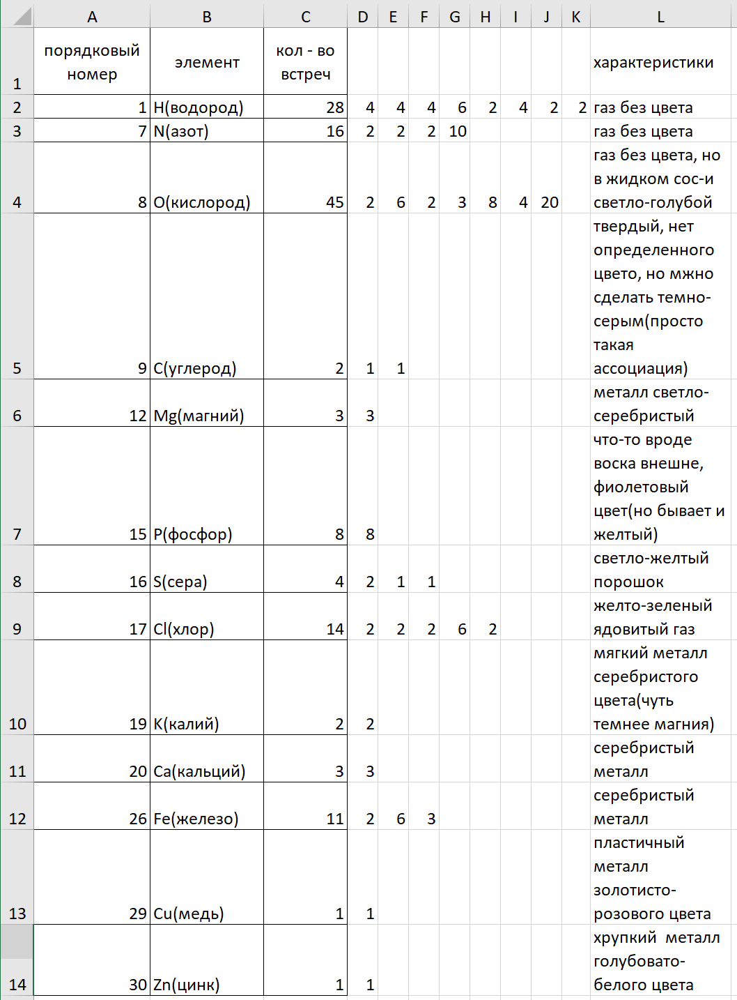 A B C D E F G H I J K L
порядковый
номер
элемент
кол - во
встреч
характеристики
1
2 1 H(водород) 28 4 4 4 6 2 4 2 2 газ без цвета
3 7 N(азот) 16 2 2 2 10 газ без цвета
газ без цвета, но
в жидком сос-и
4 8 O(кислород) 45 2 6 2 3 8 4 20 светло-голубой
твердый, нет
определенного
цвето, но мжно
сделать темно-
серым(просто
такая
5 9 C(углерод) 2 1 1 ассоциация)
металл светло-
6 12 Mg(магний) 3 3 серебристый
что-то вроде
воска внешне,
фиолетовый
цвет(но бывает и
7 15 P(фосфор) 8 8 желтый)
светло-желтый
8 16 S(сера) 4 2 1 1 порошок
желто-зеленый
9 17 Cl(хлор) 14 2 2 2 6 2 ядовитый газ
мягкий металл
серебристого
цвета(чуть
10 19 K(калий) 2 2 темнее магния)
серебристый
11 20 Ca(кальций) 3 3 металл
серебристый
12 26 Fe(железо) 11 2 6 3 металл
пластичный
металл
золотисто-
13 29 Cu(медь) 1 1 розового цвета
хрупкий  металл
голубовато-
14 30 Zn(цинк) 1 1 белого цвета